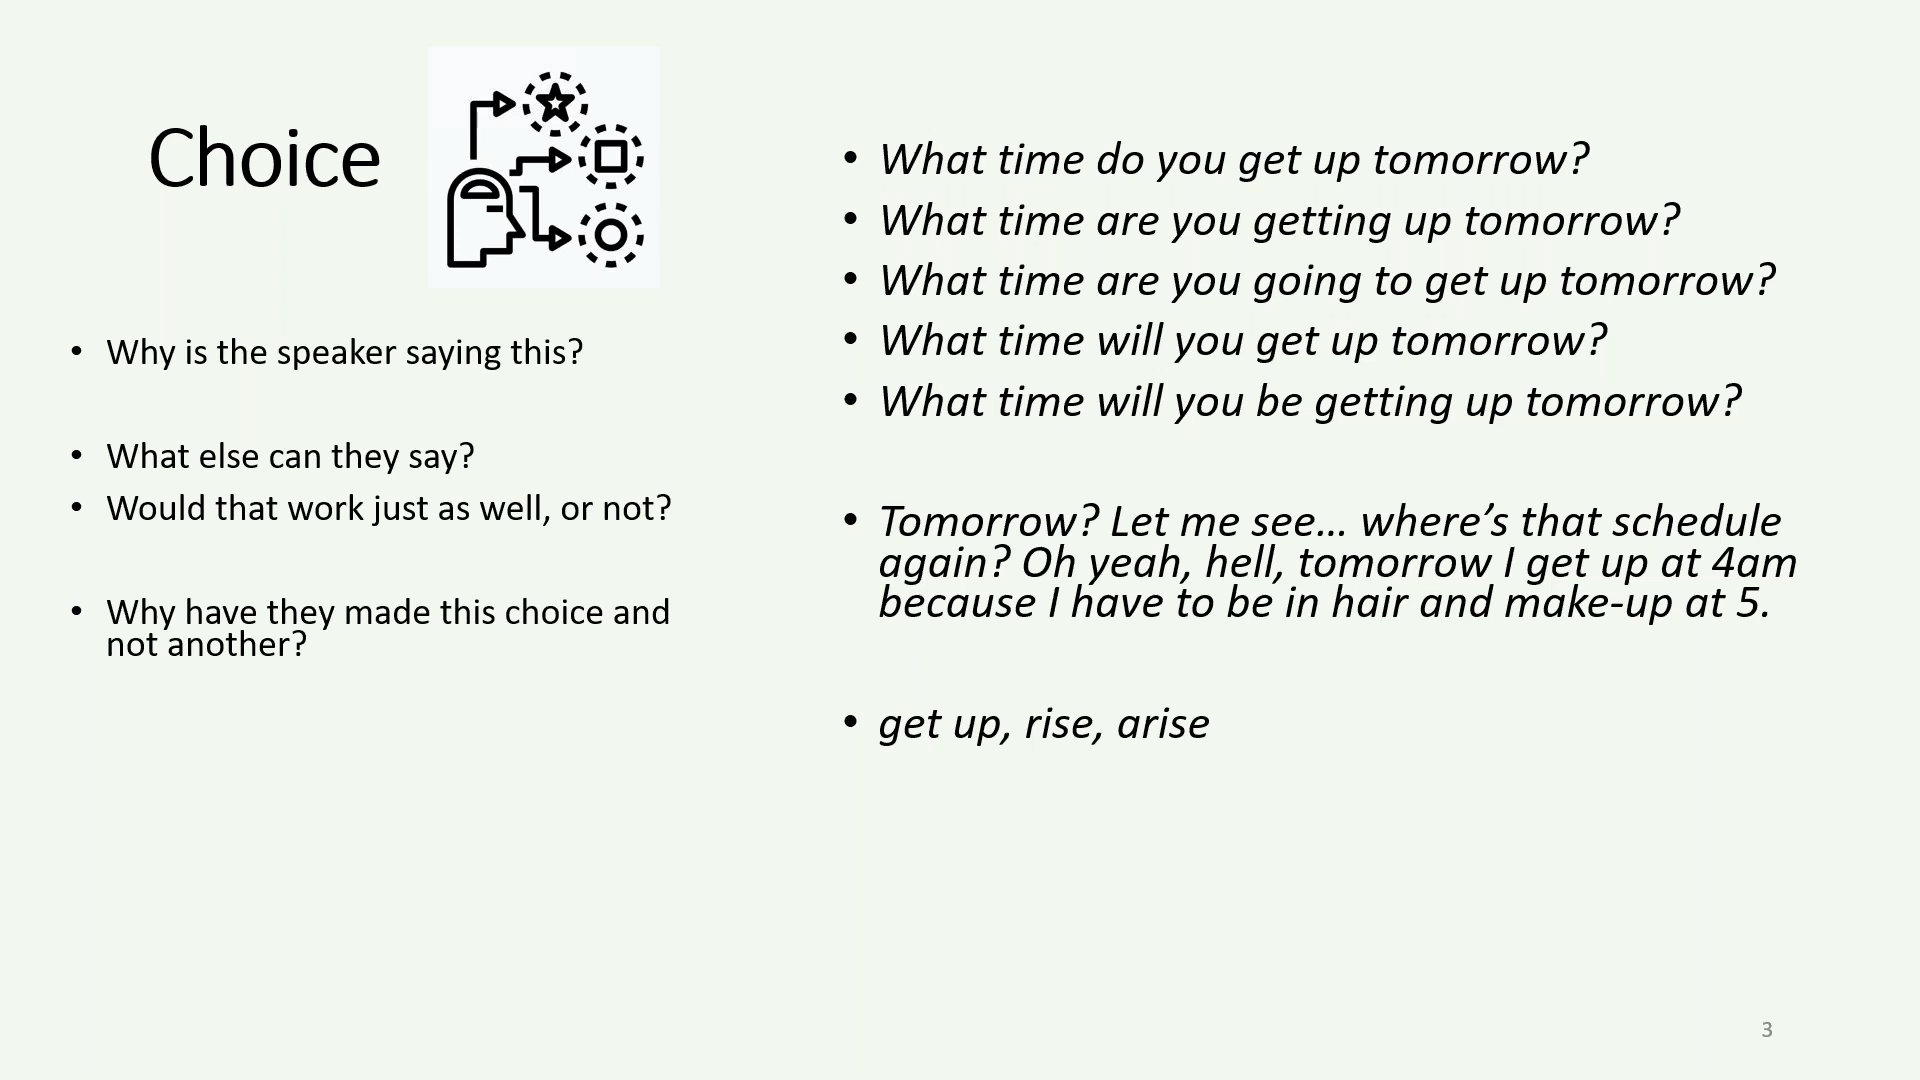 Choice
• Why is the speaker saying this?
• What else can they say?
• Would that work just as well, or not?
• Why have they made this choice and
not another?
• What time do you get up tomorrow?
• What time are you getting up tomorrow?
• What time are you going to get up tomorrow?
• What time will you get up tomorrow?
• What time will you be getting up tomorrow?
• Tomorrow? Let me see… where’s that schedule
again? Oh yeah, hell, tomorrow I get up at 4am
because I have to be in hair and make-up at 5.
• get up, rise, arise
3